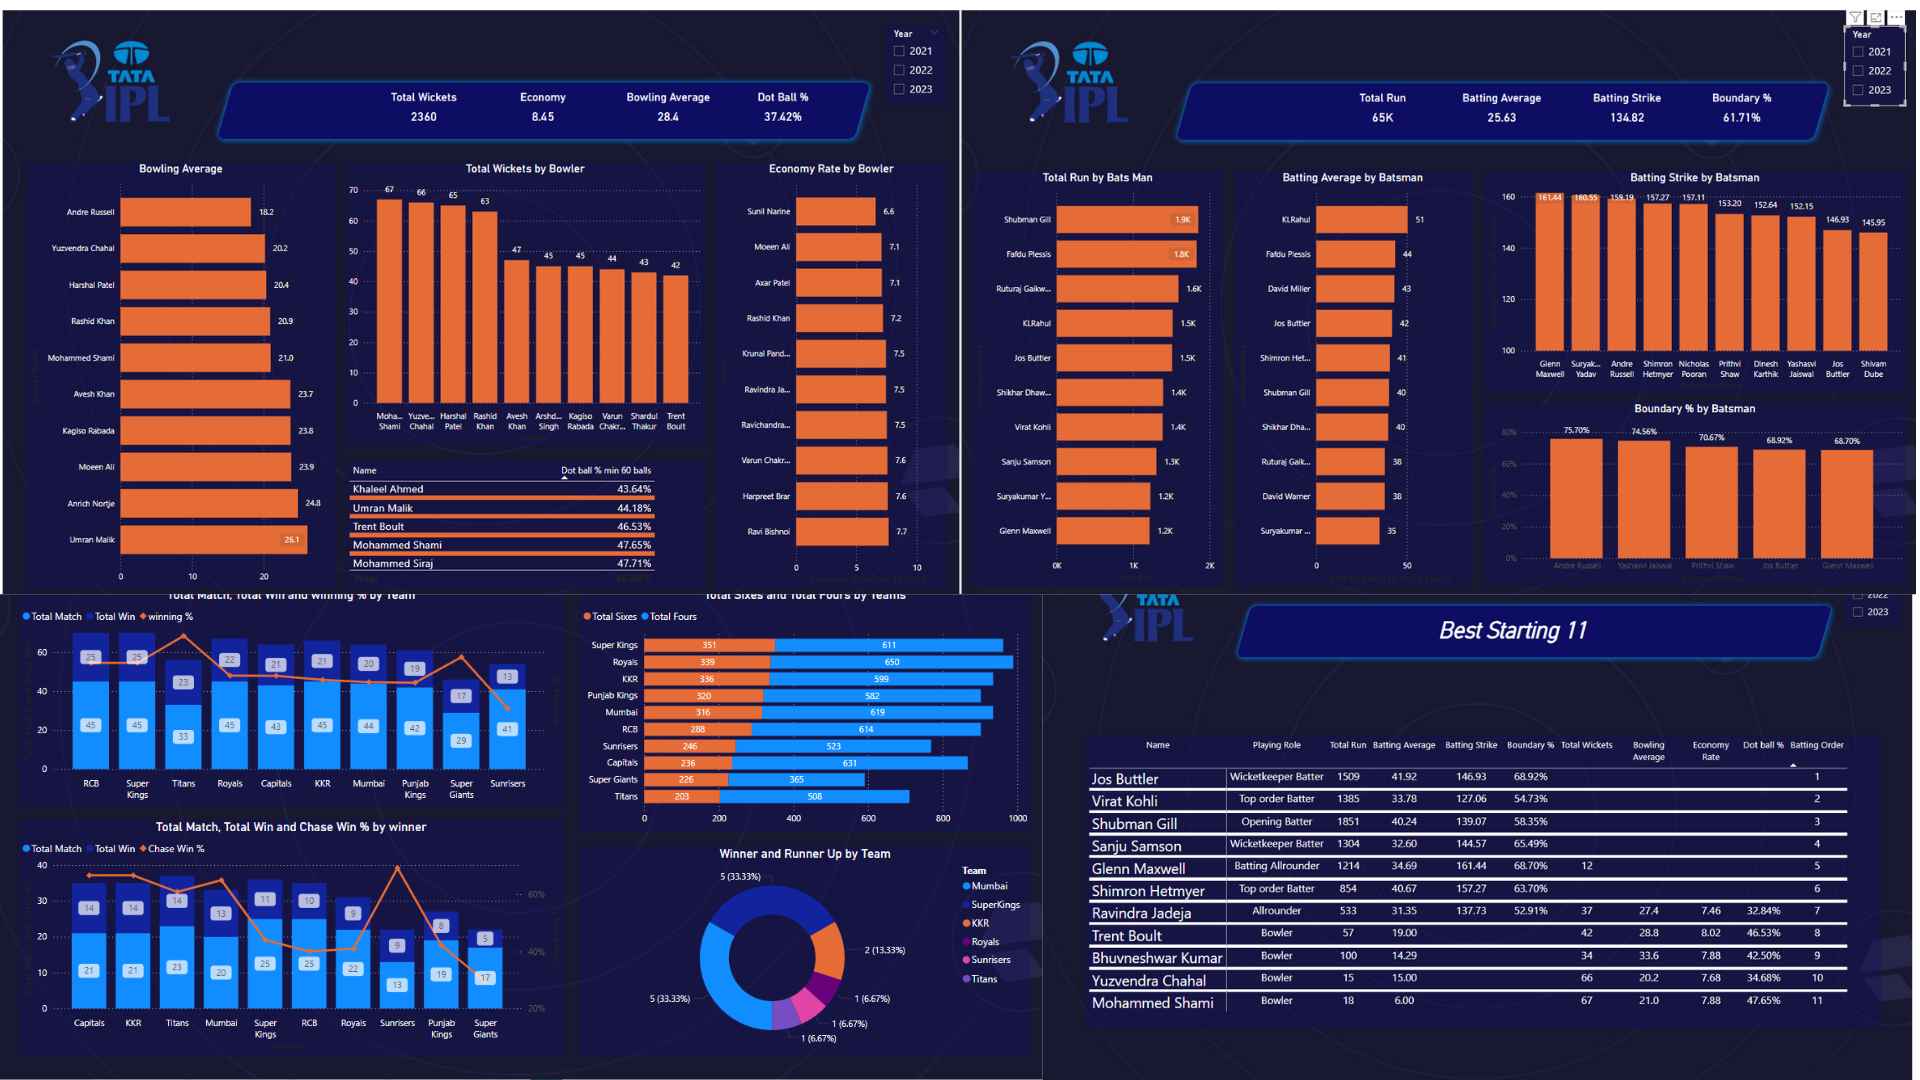 TATA
IPL
Year
2021
2022
2023
Total Wickets Economy Bowling Average Dot Ball %
2360 8.45 28.4 37.42%
Bowling Average
Andre Russell 18.2
Yuzvendra Chahal 20.2
Harshal Patel 20.4
Rashid Khan 20.9
Mohammed Shami 21.0
Avesh Khan 23.7
Kagiso Rabada 23.8
Moeen Ali 23.9
Anrich Nortje 24.8
Umran Malik 26.1
0 10 20
Total Wickets by Bowler
70
60
50
40
30
20
10
0
67 66 65 63 47 45 45 44 43 42
Moha... Yuzve... Harshal Rashid Avesh Arshd... Kagiso Varun Shardul Trent
Shami Chahal Patel Khan Khan Singh Rabada Chakr... Thakur Boult
Name Dot ball % min 60 balls
Khaleel Ahmed 43.64%
Umran Malik 44.18%
Trent Boult 46.53%
Mohammed Shami 47.65%
Mohammed Siraj 47.71%
Total 40.40%
Economy Rate by Bowler
Sunil Narine 6.6
Moeen Ali 7.1
Axar Patel 7.1
Rashid Khan 7.2
Krunal Pand... 7.5
Ravindra Ja... 7.5
Ravichandra... 7.5
Varun Chakr... 7.6
Harpreet Brar 7.6
Ravi Bishnoi 7.7
0 5 10
Economy Rate min 60 balls
TATA
IPL
Year
2021
2022
2023
Total Run Batting Average Batting Strike Boundary %
65K 25.63 134.82 61.71%
Total Run by Bats Man
Shubman Gill 1.9K
Fafdu Plessis 1.8K
Ruturaj Gaikw... 1.6K
KLRahul 1.5K
Jos Buttler 1.5K
Shikhar Dhaw... 1.4K
Virat Kohli 1.4K
Sanju Samson 1.3K
Suryakumar Y... 1.2K
Glenn Maxwell 1.2K
0K 1K 2K
Total Run
Batting Average by Batsman
KLRahul 51
Fafdu Plessis 44
David Miller 43
Jos Buttler 42
Shimron Het... 41
Shubman Gill 40
Shikhar Dha... 40
Ruturaj Gaik... 38
David Warner 38
Suryakumar ... 35
0 50
Batting Average min 60 balls
Batting Strike by Batsman
160
140
120
100
161.44 160.55 159.19 157.27 157.11 153.20 152.64 152.15 146.93 145.95
Glenn Suryak... Andre Shimron Nicholas Prithvi Dinesh Yashasvi Jos Shivam
Maxwell Yadav Russell Hetmyer Pooran Shaw Karthik Jaiswal Buttler Dube
Boundary % by Batsman
80%
60%
40%
20%
0%
75.70% 74.56% 70.67% 68.92% 68.70%
Andre Russell Yashasvi Jaiswal Prithvi Shaw Jos Buttler Glenn Maxwell
Total Match, Total Win and winning % by Team
Total Match Total Win winning %
60
40
20
0
25 25 23 22 21 21 20 19 17 13
45 45 33 45 43 45 44 42 29 41
RCB Super Titans Royals Capitals KKR Mumbai Punjab Super Sunrisers
Kings Kings Giants
Total Match, Total Win and Chase Win % by winner
Total Match Total Win Chase Win %
40
30
20
10
0
60%
40%
20%
14 14 14 13 11 10 9 9 8 5
21 21 23 20 25 25 22 13 19 17
Capitals KKR Titans Mumbai Super RCB Royals Sunrisers Punjab Super
Kings Kings Giants
Total Sixes and Total Fours by Teams
Total Sixes Total Fours
Super Kings 351 611
Royals 339 650
KKR 336 599
Punjab Kings 320 582
Mumbai 316 619
RCB 288 614
Sunrisers 246 523
Capitals 236 631
Super Giants 226 365
Titans 203 508
0 200 400 600 800 1000
Winner and Runner Up by Team
5 (33.33%)
2 (13.33%)
1 (6.67%)
1 (6.67%)
1 (6.67%)
5 (33.33%)
Team
Mumbai
SuperKings
KKR
Royals
Sunrisers
Titans
TATA
IPL
2022
2023
Best Starting 11
Name Playing Role Total Run Batting Average Batting Strike Boundary % Total Wickets Bowling Economy Dot ball % Batting Order
Average Rate
Jos Buttler Wicketkeeper Batter 1509 41.92 146.93 68.92% 1
Virat Kohli Top order Batter 1385 33.78 127.06 54.73% 2
Shubman Gill Opening Batter 1851 40.24 139.07 58.35% 3
Sanju Samson Wicketkeeper Batter 1304 32.60 144.57 65.49% 4
Glenn Maxwell Batting Allrounder 1214 34.69 161.44 68.70% 12 5
Shimron Hetmyer Top order Batter 854 40.67 157.27 63.70% 6
Ravindra Jadeja Allrounder 533 31.35 137.73 52.91% 37 27.4 7.46 32.84% 7
Trent Boult Bowler 57 19.00 42 28.8 8.02 46.53% 8
Bhuvneshwar Kumar Bowler 100 14.29 34 33.6 7.88 42.50% 9
Yuzvendra Chahal Bowler 15 15.00 66 20.2 7.68 34.68% 10
Mohammed Shami Bowler 18 6.00 67 21.0 7.88 47.65% 11